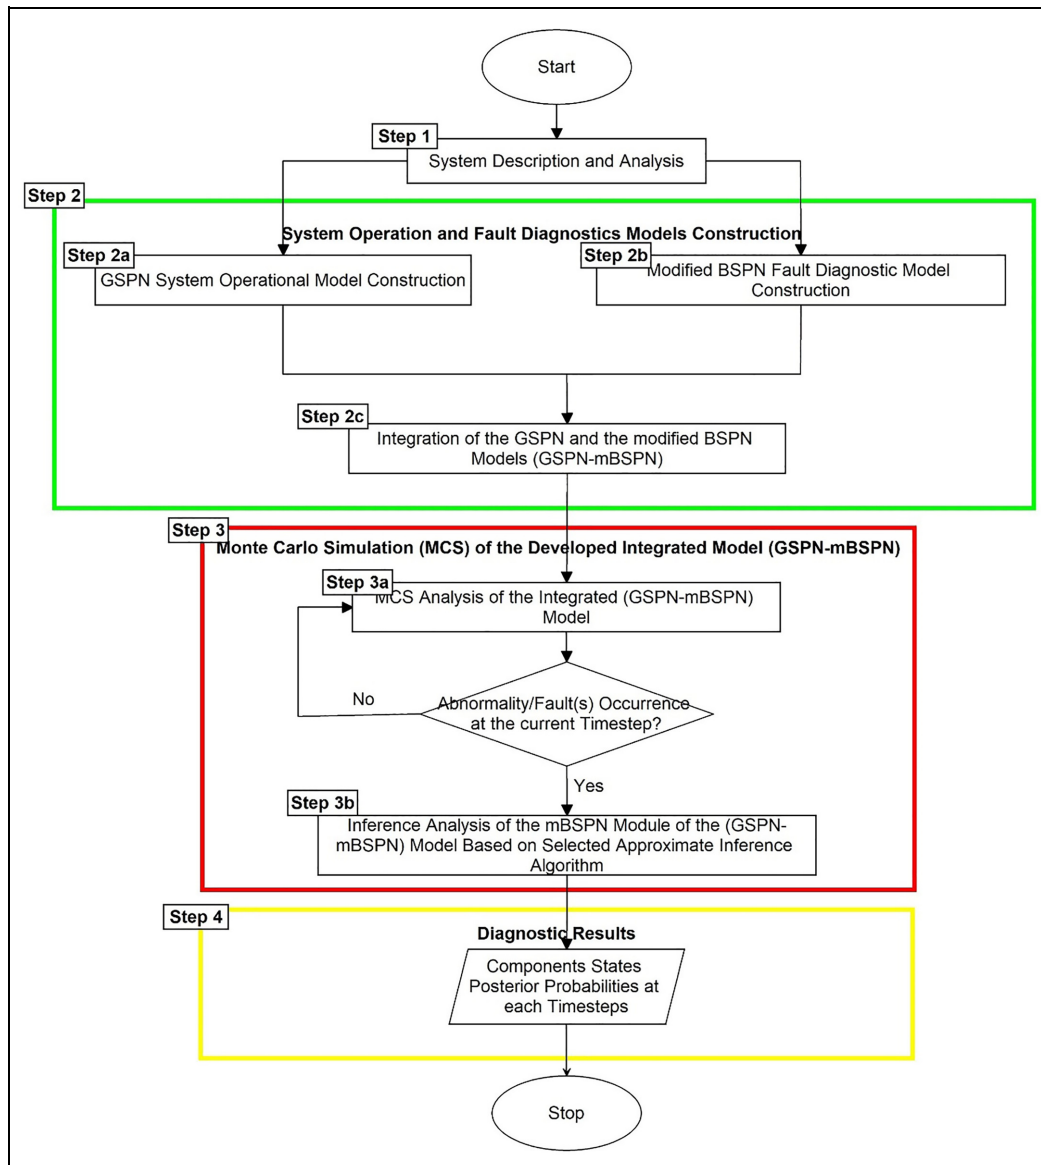 Start
Step 1
System Description and Analysis
Step 2
System Operation and Fault Diagnostics Models Construction
Step 2a
GSPN System Operational Model Construction
Step 2b
Modified BSPN Fault Diagnostic Model
Construction
Step 2c
Integration of the GSPN and the modified BSPN
Models (GSPN-mBSPN)
Step 3
Monte Carlo Simulation (MCS) of the Developed Integrated Model (GSPN-mBSPN)
Step 3a
MCS Analysis of the Integrated (GSPN-mBSPN)
Model
Abnormality/Fault(s) Occurrence
at the current Timestep?
No
Yes
Step 3b
Inference Analysis of the mBSPN Module of the (GSPN-
mBSPN) Model Based on Selected Approximate Inference
Algorithm
Step 4
Diagnostic Results
Components States
Posterior Probabilities at
each Timesteps
Stop